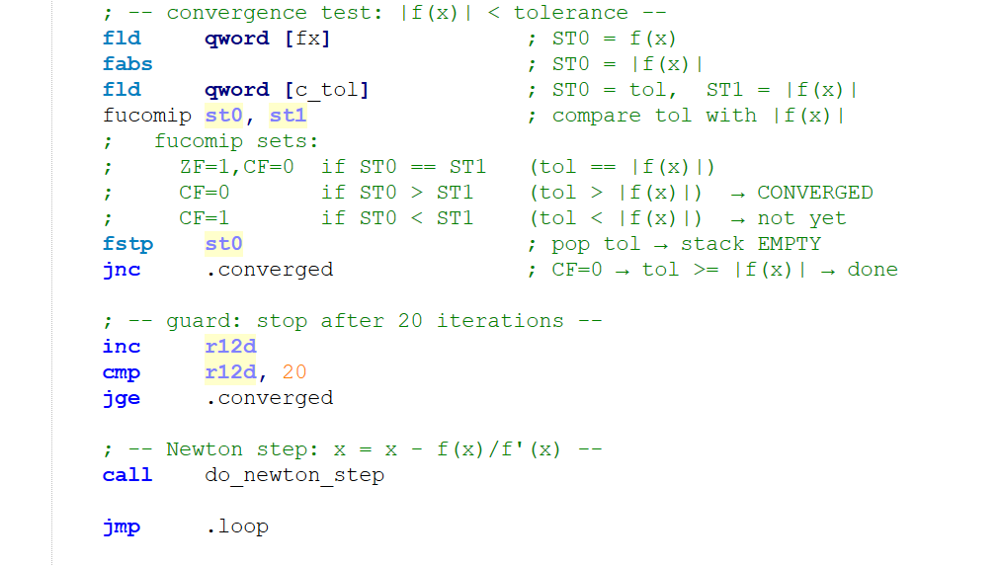 ; -- convergence test: |f(x)| < tolerance --
fld     qword [fx]               ; ST0 = f(x)
fabs                             ; ST0 = |f(x)|
fld     qword [c_tol]            ; ST0 = tol,  ST1 = |f(x)|
fucomip st0, st1                 ; compare tol with |f(x)|
;   fucomip sets:
;     ZF=1,CF=0  if ST0 == ST1   (tol == |f(x)|)
;     CF=0       if ST0 > ST1    (tol > |f(x)|)  → CONVERGED
;     CF=1       if ST0 < ST1    (tol < |f(x)|)  → not yet
fstp    st0                      ; pop tol → stack EMPTY
jnc     .converged               ; CF=0 → tol >= |f(x)| → done
; -- guard: stop after 20 iterations --
inc     r12d
cmp     r12d, 20
jge     .converged
; -- Newton step: x = x - f(x)/f'(x) --
call    do_newton_step
jmp     .loop